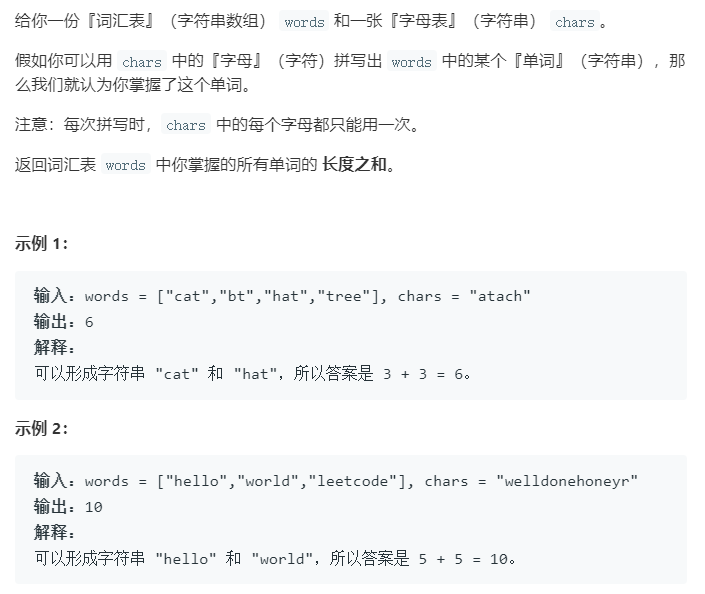 给你一份『词汇表』（字符串数组） words 和一张『字母表』（字符串） chars。
假如你可以用 chars 中的『字母』（字符）拼写出 words 中的某个『单词』（字符串），那
么我们就认为你掌握了这个单词。
注意：每次拼写时，chars 中的每个字母都只能用一次。
返回词汇表 words 中你掌握的所有单词的 长度之和。
示例 1：
输入：words = ["cat","bt","hat","tree"], chars = "atach"
输出：6
解释：
可以形成字符串 "cat" 和 "hat"，所以答案是 3 + 3 = 6。
示例 2：
输入：words = ["hello","world","leetcode"], chars = "welldonehoneyr"
输出：10
解释：
可以形成字符串 "hello" 和 "world"，所以答案是 5 + 5 = 10。